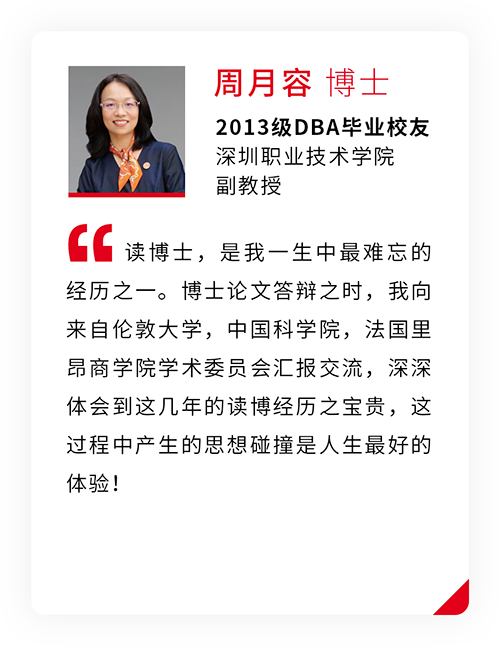 周月容 博士
2013级DBA毕业校友
深圳职业技术学院
副教授
“读博士，是我一生中最难忘的
经历之一。博士论文答辩之时，我向
来自伦敦大学，中国科学院，法国里
昂商学院学术委员会汇报交流，深深
体会到这几年的读博经历之宝贵，这
过程中产生的思想碰撞是人生最好的
体验！